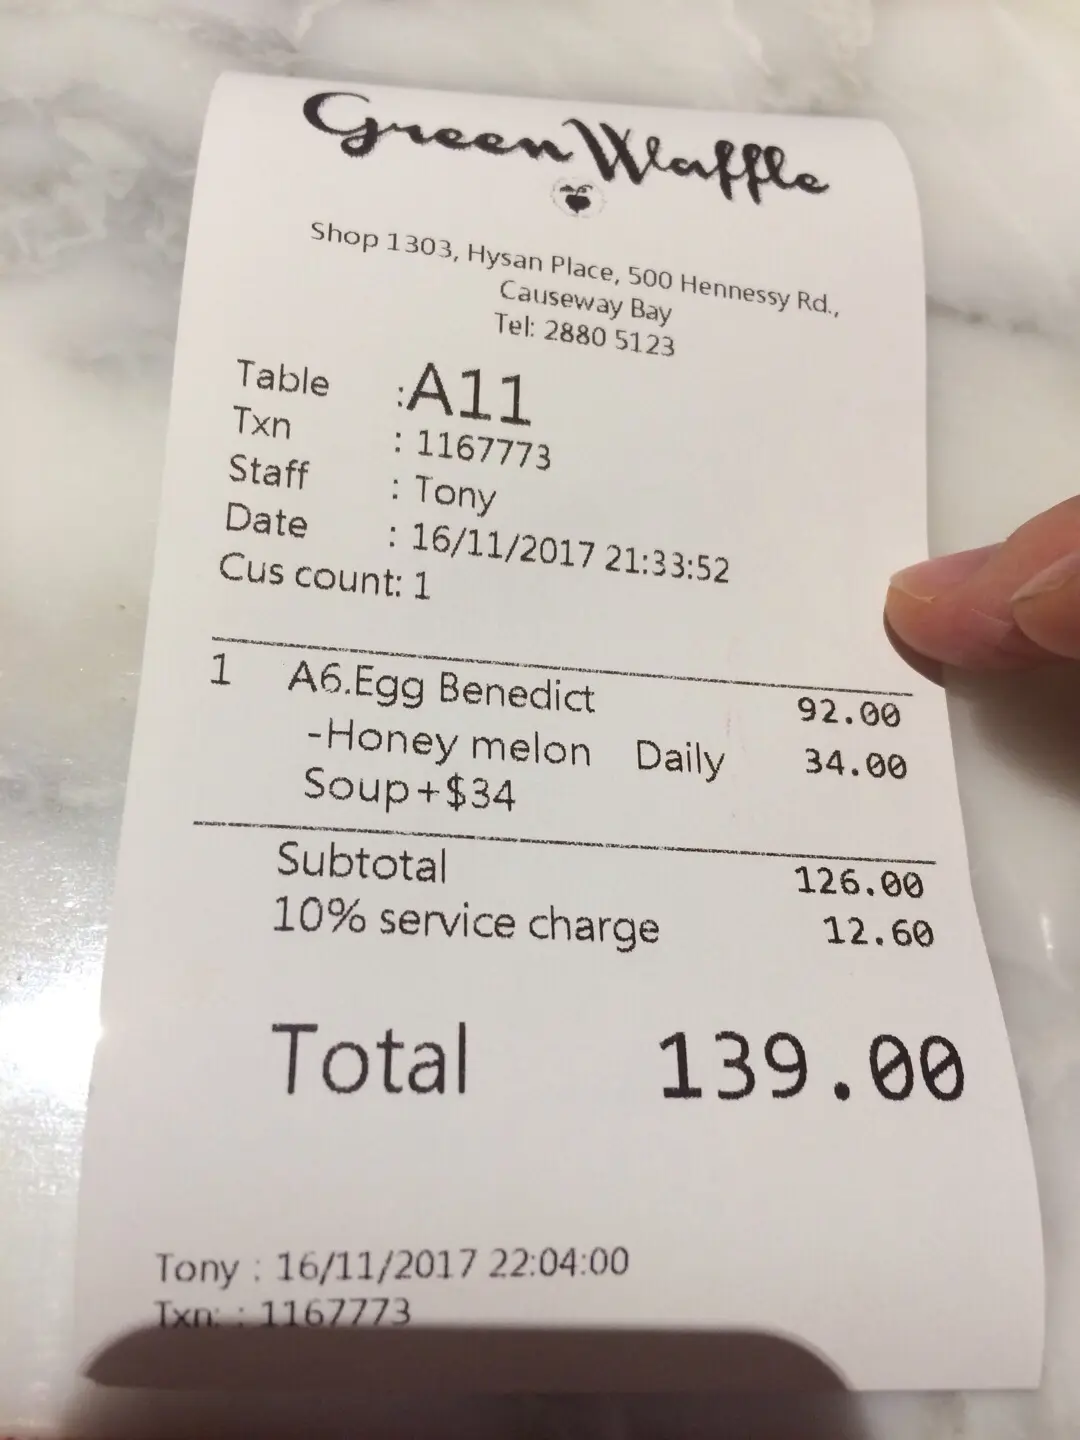 Green Waffle
Shop 1303, Hysan Place, 500 Hennessy Rd.,
Causeway Bay
Tel: 2880 5123
Table :A11
Txn : 1167773
Staff : Tony
Date : 16/11/2017 21:33:52
Cus count: 1
1 A6.Egg Benedict 92.00
-Honey melon Daily 34.00
Soup+$34
Subtotal 126.00
10% service charge 12.60
Total 139.00
Tony : 16/11/2017 22:04:00
Txn: : 1167773